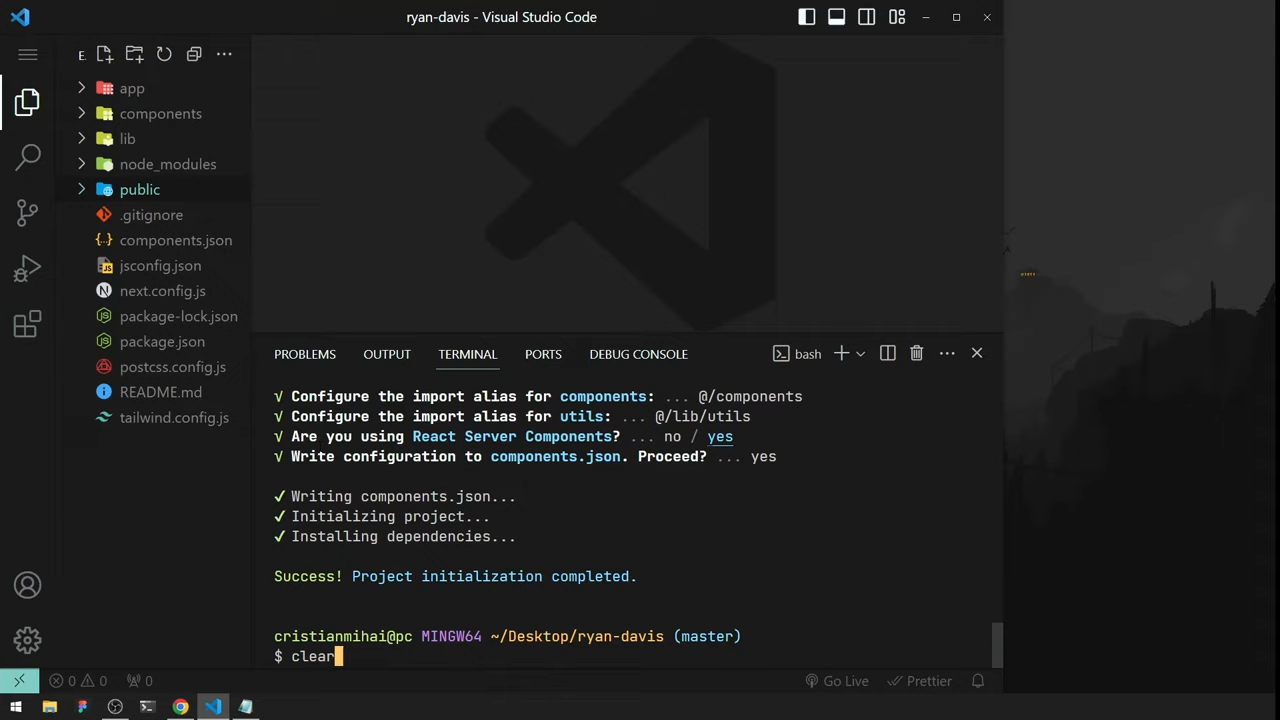 ryan-davis - Visual Studio Code
E.
app
components
lib
node_modules
public
.gitignore
components.json
jsconfig.json
next.config.js
package-lock.json
package.json
postcss.config.js
README.md
tailwind.config.js
PROBLEMS OUTPUT TERMINAL PORTS DEBUG CONSOLE bash
√ Configure the import alias for components: ... @/components
√ Configure the import alias for utils: ... @/lib/utils
√ Are you using React Server Components? ... no / yes
√ Write configuration to components.json. Proceed? ... yes
✓ Writing components.json...
✓ Initializing project...
✓ Installing dependencies...
Success! Project initialization completed.
cristianmihai@pc MINGW64 ~/Desktop/ryan-davis (master)
$ clear
0 0 0 Go Live Prettier